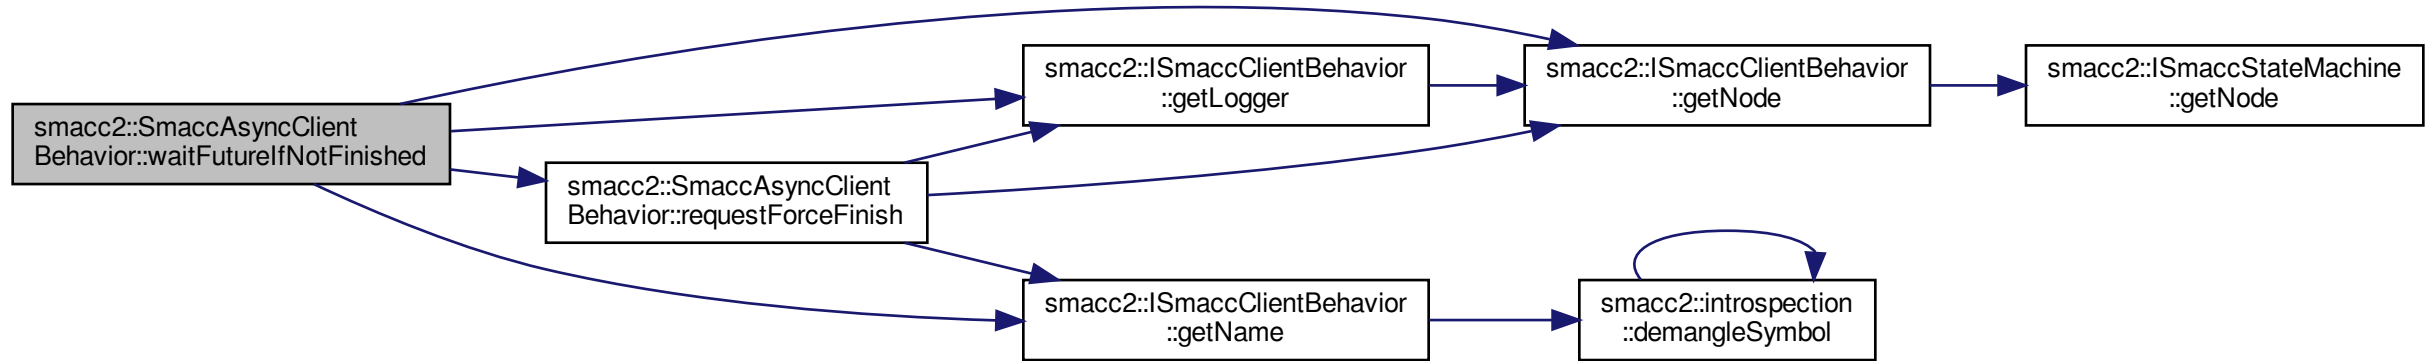 smacc2::SmaccAsyncClient
Behavior::waitFutureIfNotFinished
smacc2::SmaccAsyncClient
Behavior::requestForceFinish
smacc2::ISmaccClientBehavior
::getLogger
smacc2::ISmaccClientBehavior
::getNode
smacc2::ISmaccStateMachine
::getNode
smacc2::ISmaccClientBehavior
::getName
smacc2::introspection
::demangleSymbol